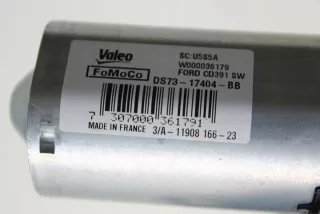 Valeo
SC:U5S5A
W000036179
FoMoCo
FORD CD391 SW
DS73-17404-BB
7 307000 361791
MADE IN FRANCE 3/A-11908 166-23